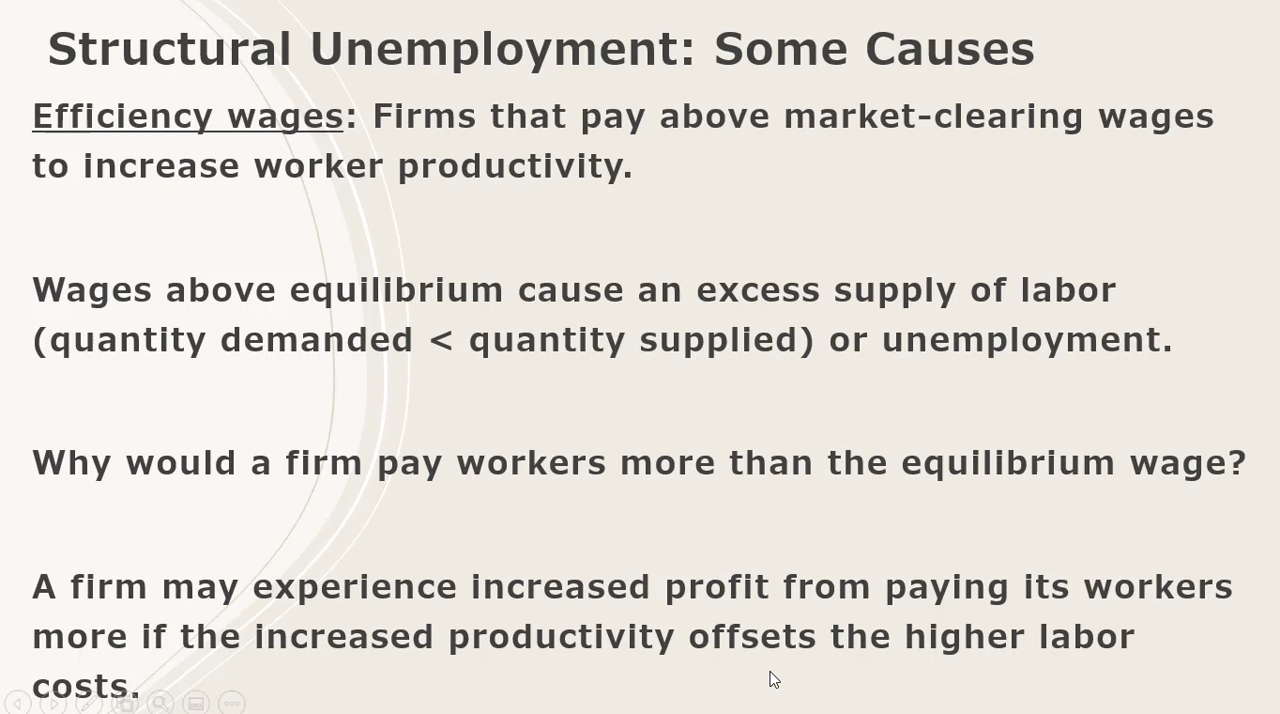 Structural Unemployment: Some Causes
Efficiency wages: Firms that pay above market-clearing wages
to increase worker productivity.
Wages above equilibrium cause an excess supply of labor
(quantity demanded < quantity supplied) or unemployment.
Why would a firm pay workers more than the equilibrium wage?
A firm may experience increased profit from paying its workers
more if the increased productivity offsets the higher labor
costs.